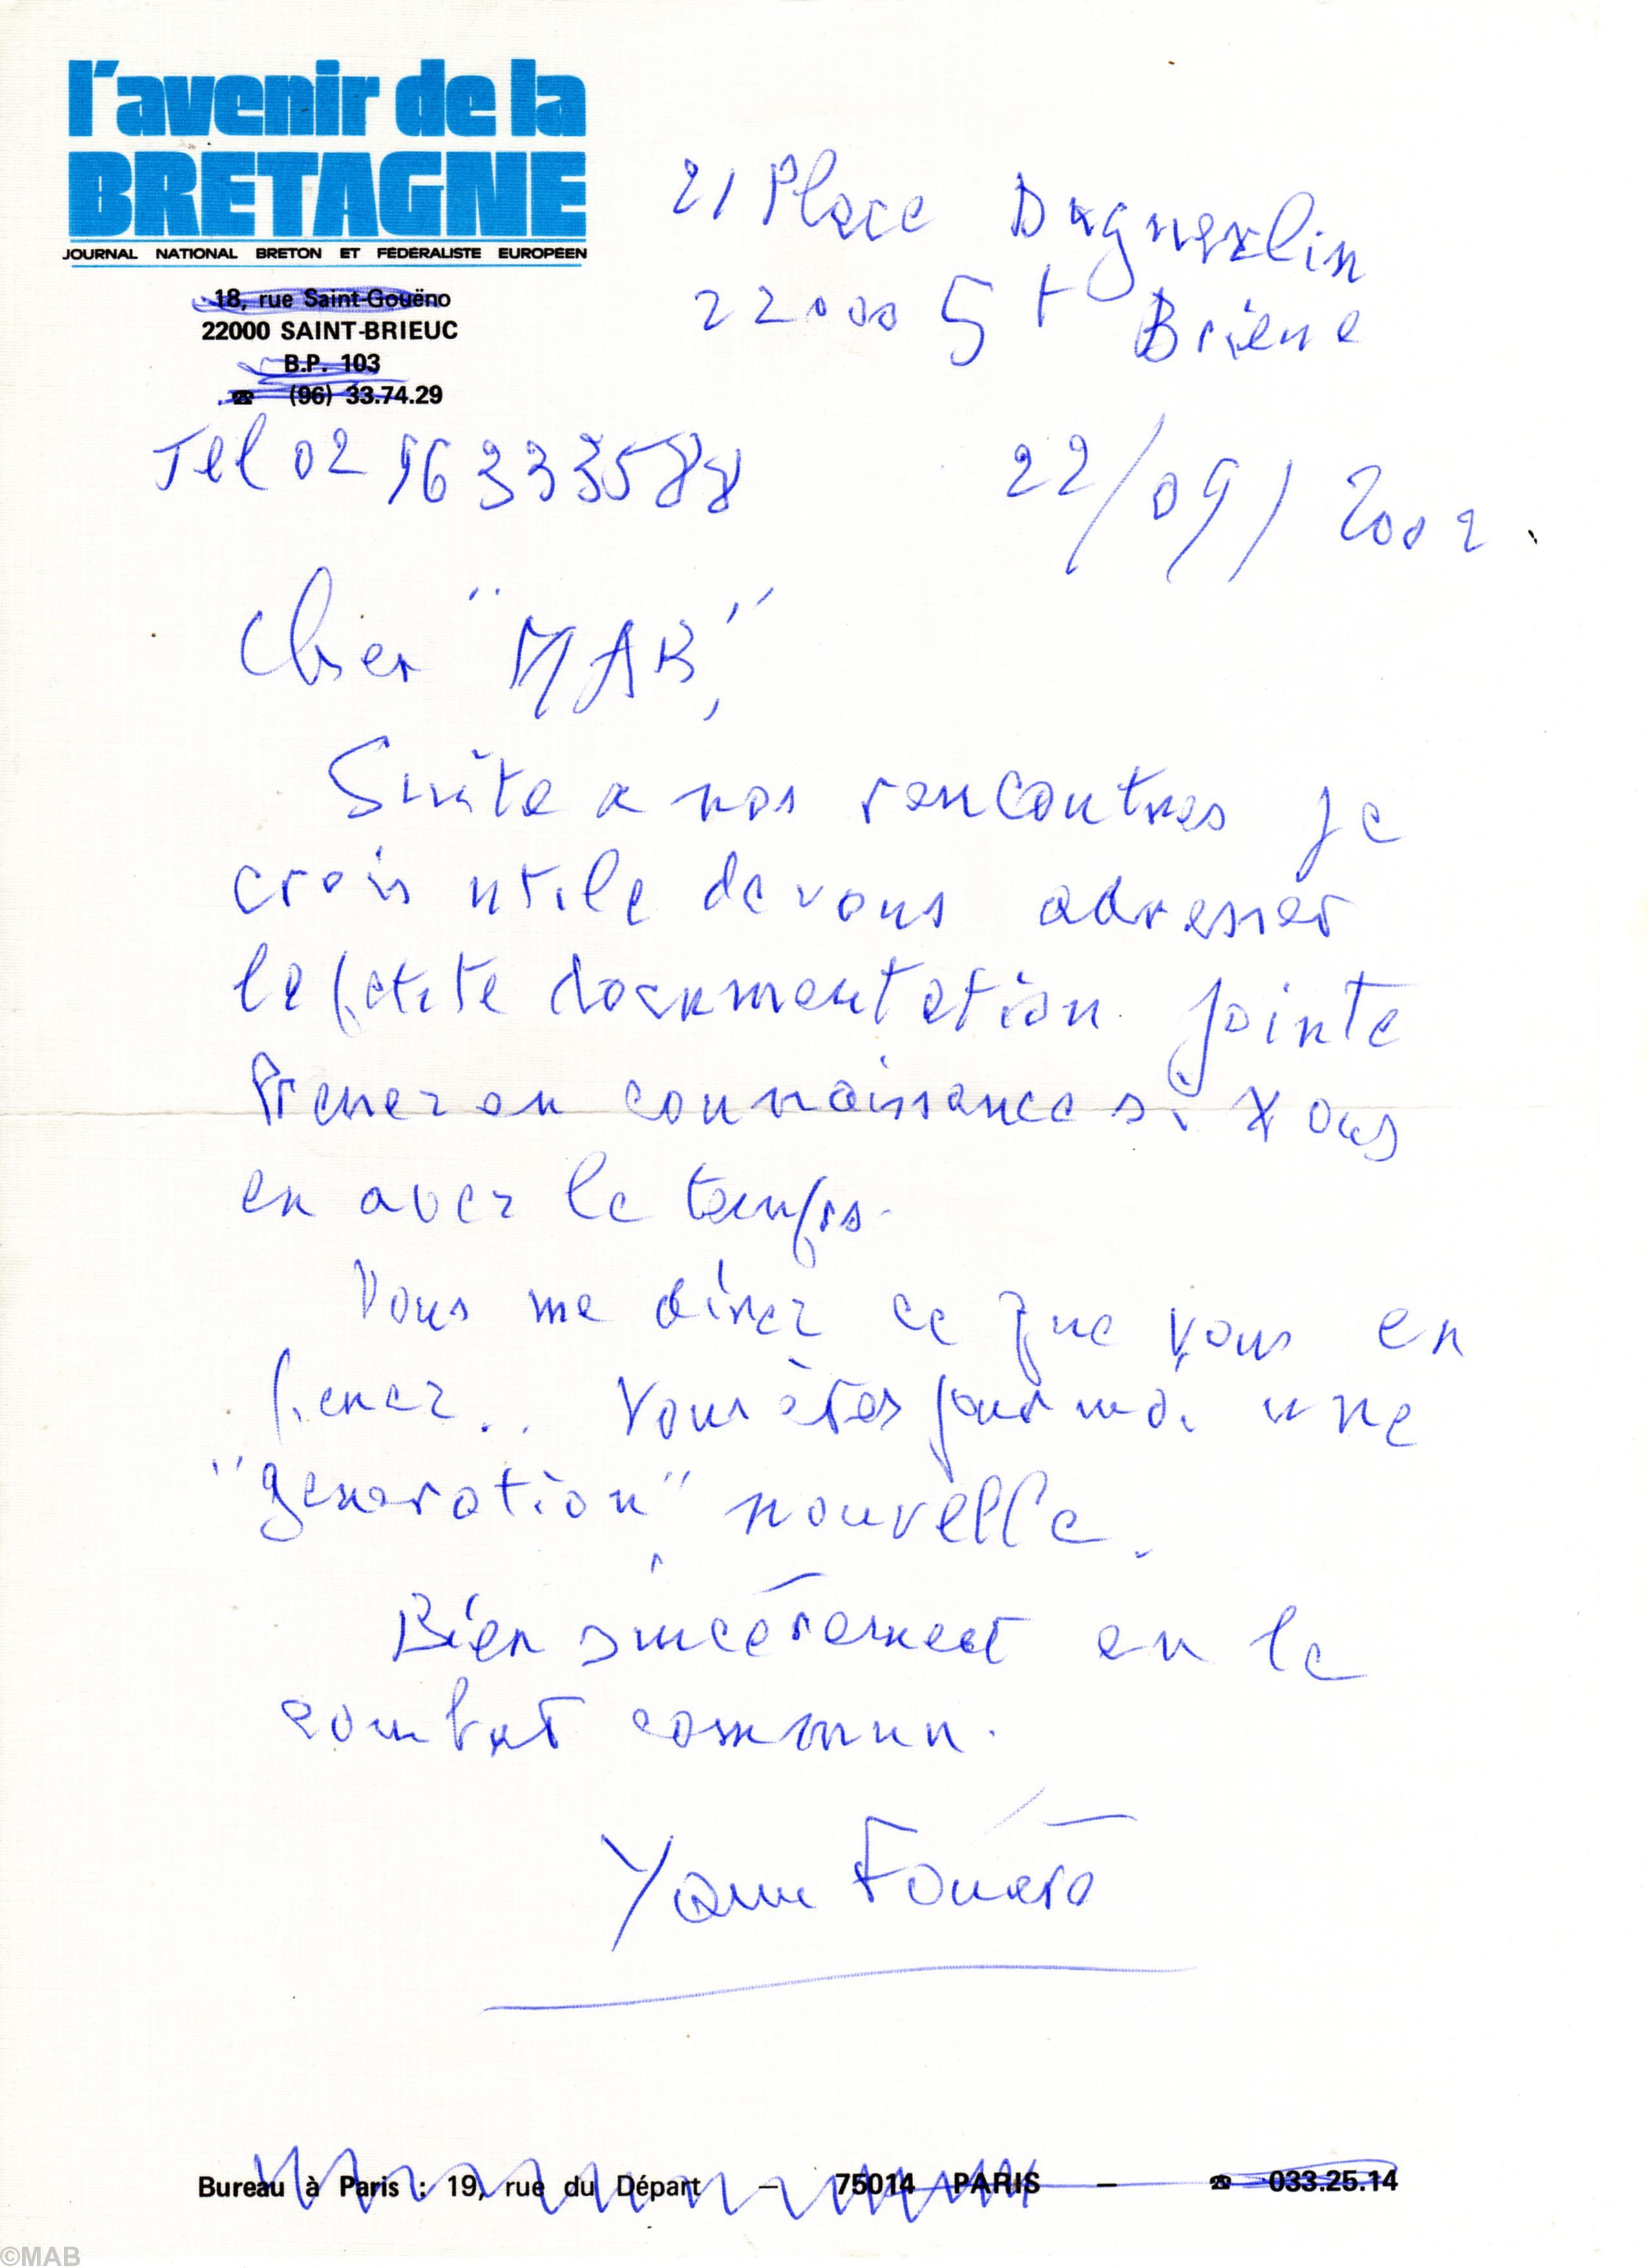 l'avenir de la
BRETAGNE
JOURNAL NATIONAL BRETON ET FÉDÉRALISTE EUROPÉEN
18, rue Saint-Gouëno
22000 SAINT-BRIEUC
B.P. 103
☎ (96) 33.74.29
21 Place Duguesclin
22000 St Brieuc
Tel 02 96 33 35 88
22/09/2002.
Cher "MAB",
Suite a nos rencontres je
crois utile de vous adresser
la petite documentation jointe
Prenez en connaissance si vous
en avez le temps.
Vous me direz ce que vous en
pensez.. Vous êtes pour moi une
"generation" nouvelle.
Bien sincèrement en le
combat commun.
Yann Fouéré
Bureau à Paris : 19, rue du Départ – 75014 PARIS – ☎ 033.25.14
©MAB